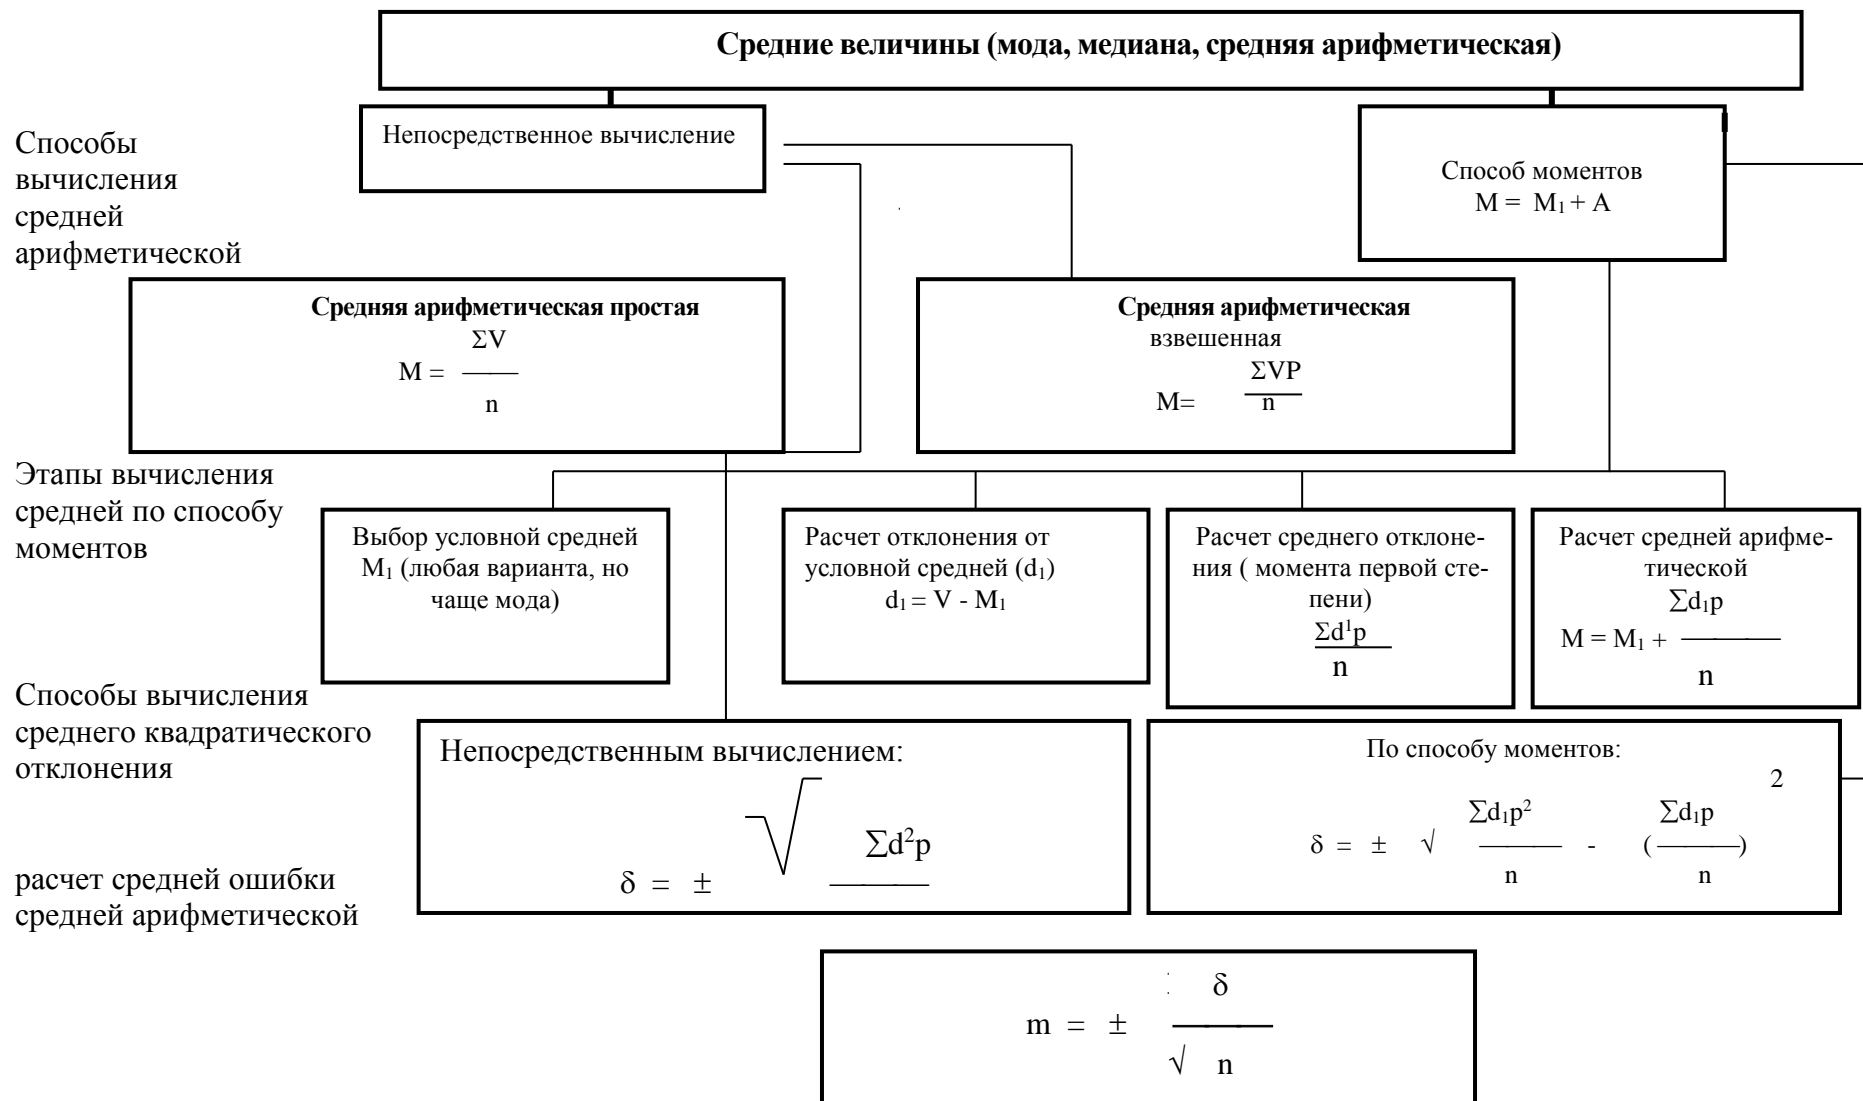 Средние величины (мода, медиана, средняя арифметическая)
Способы
вычисления
средней
арифметической
Непосредственное вычисление
Способ моментов
M = M₁ + A
Средняя арифметическая простая
ΣV
M = ———
n
Средняя арифметическая
взвешенная
ΣVP
M=
n
Этапы вычисления
средней по способу
моментов
Выбор условной средней
M₁ (любая варианта, но
чаще мода)
Расчет отклонения от
условной средней (d₁)
d₁ = V - M₁
Расчет среднего отклоне-
ния ( момента первой сте-
пени)
Σd¹p
n
Расчет средней арифме-
тической
∑d₁p
M = M₁ + ————
n
Способы вычисления
среднего квадратического
отклонения
Непосредственным вычислением:
√
∑d²p
δ = ± ————
По способу моментов:
2
∑d₁p² ∑d₁p
δ = ± √ ———— - (————)
n n
расчет средней ошибки
средней арифметической
δ
m = ± ————
√ n